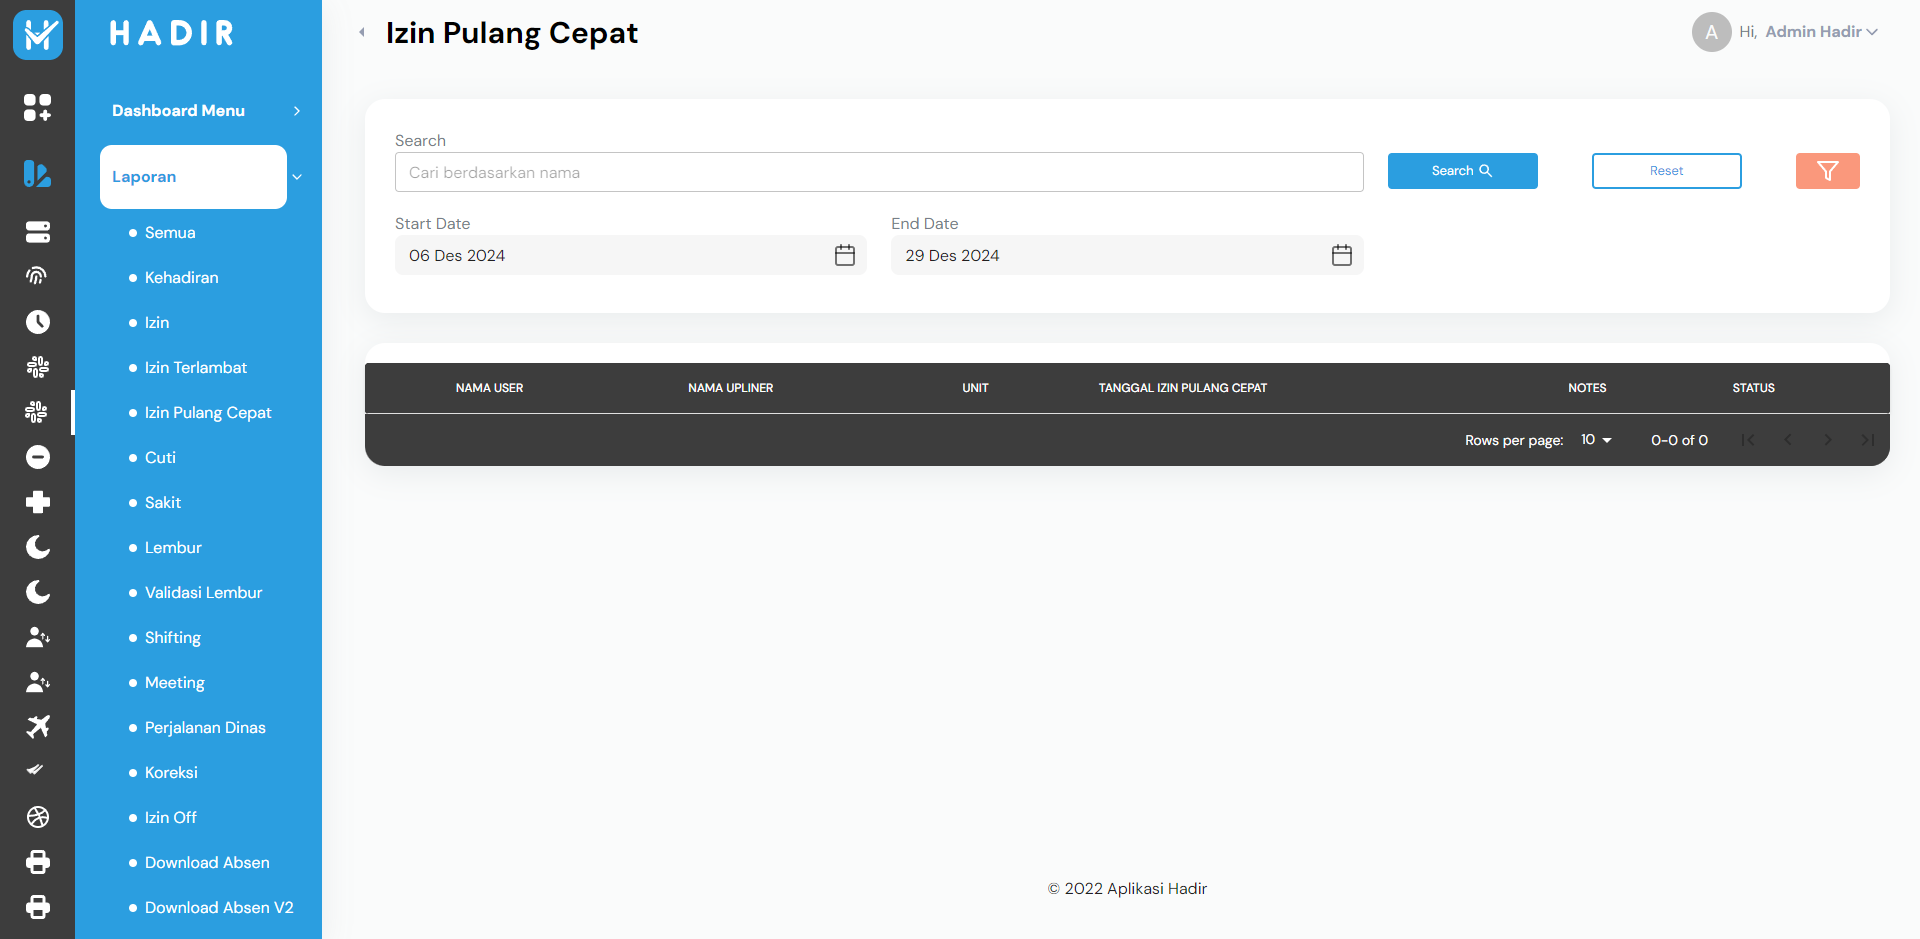 HADIR
Dashboard Menu
Laporan
Semua
Kehadiran
Izin
Izin Terlambat
Izin Pulang Cepat
Cuti
Sakit
Lembur
Validasi Lembur
Shifting
Meeting
Perjalanan Dinas
Koreksi
Izin Off
Download Absen
Download Absen V2
Izin Pulang Cepat
A Hi, Admin Hadir
Search
Cari berdasarkan nama
Search
Reset
Start Date
End Date
06 Des 2024
29 Des 2024
NAMA USER NAMA UPLINER UNIT TANGGAL IZIN PULANG CEPAT NOTES STATUS
Rows per page: 10 0-0 of 0
© 2022 Aplikasi Hadir